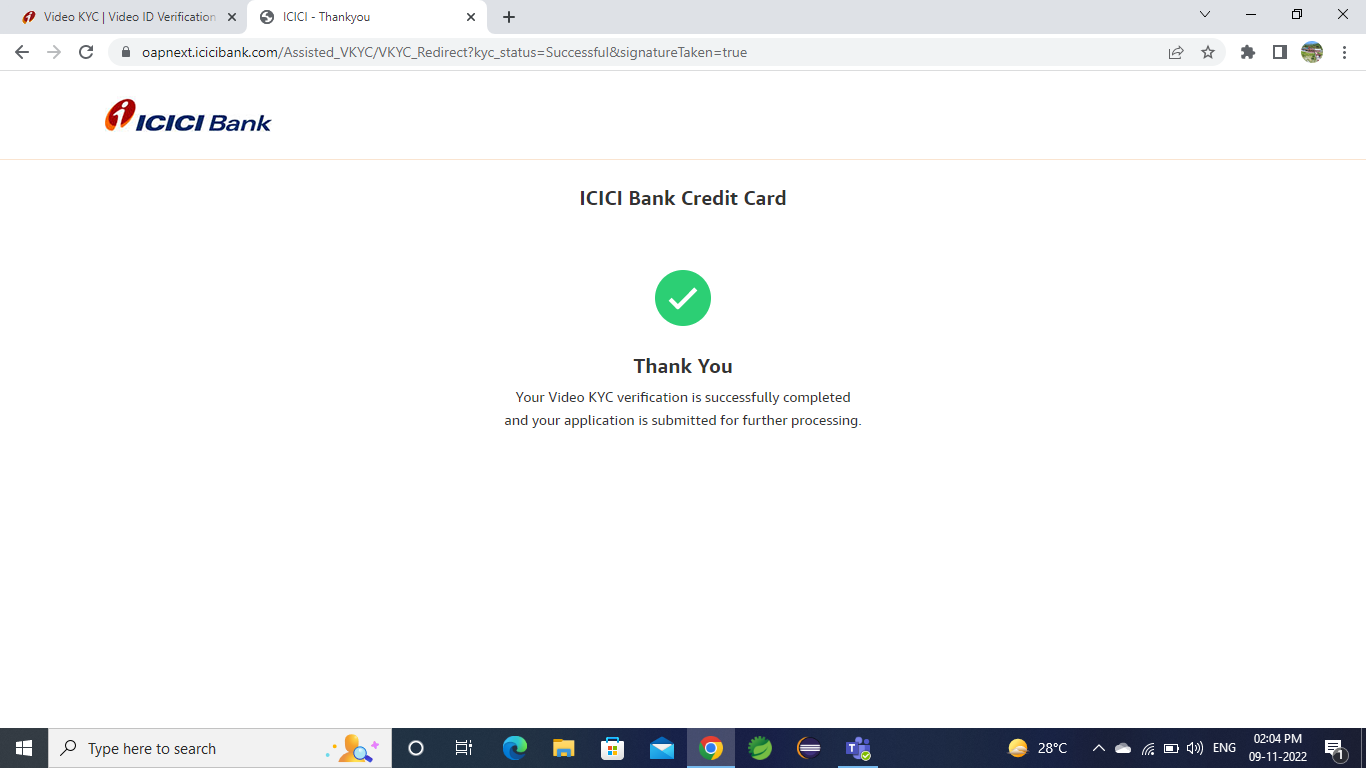 Video KYC | Video ID Verification
ICICI - Thankyou
oapnext.icicibank.com/Assisted_VKYC/VKYC_Redirect?kyc_status=Successful&signatureTaken=true
ICICI Bank
ICICI Bank Credit Card
Thank You
Your Video KYC verification is successfully completed
and your application is submitted for further processing.
Type here to search
28°C
ENG
02:04 PM
09-11-2022
1